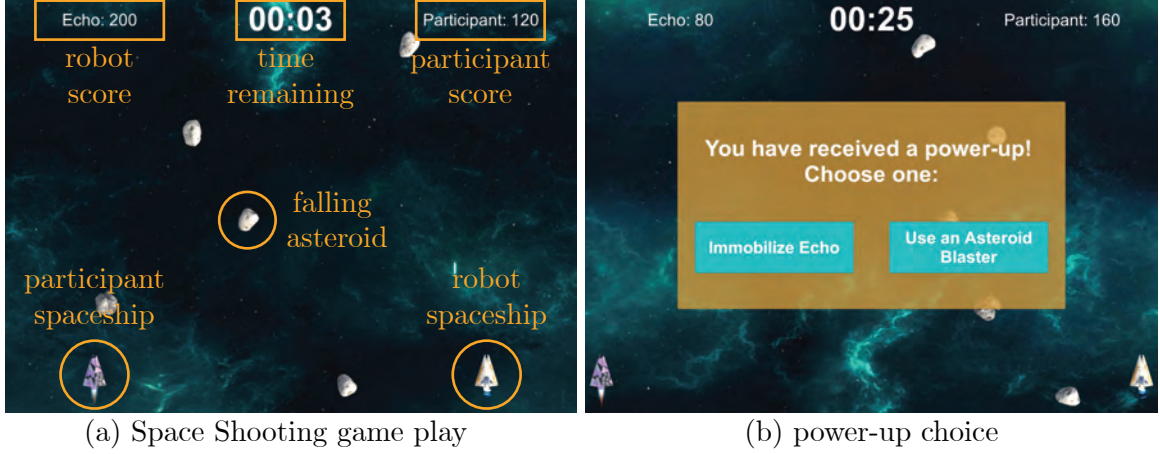 Echo: 200
00:03
Participant: 120
robot
score
time
remaining
participant
score
falling
asteroid
participant
spaceship
robot
spaceship
(a) Space Shooting game play
Echo: 80
00:25
Participant: 160
You have received a power-up!
Choose one:
Immobilize Echo
Use an Asteroid
Blaster
(b) power-up choice